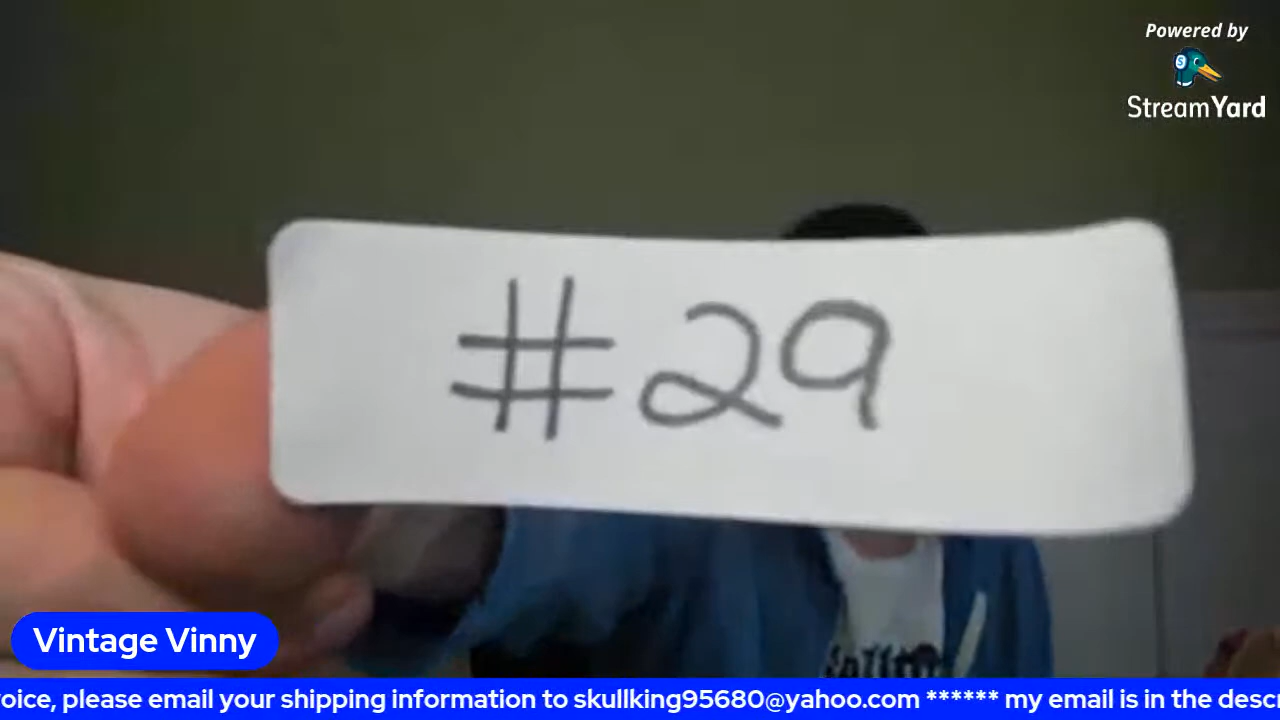 Powered by
StreamYard
#29
Vintage Vinny
voice, please email your shipping information to skullking95680@yahoo.com ****** my email is in the descr